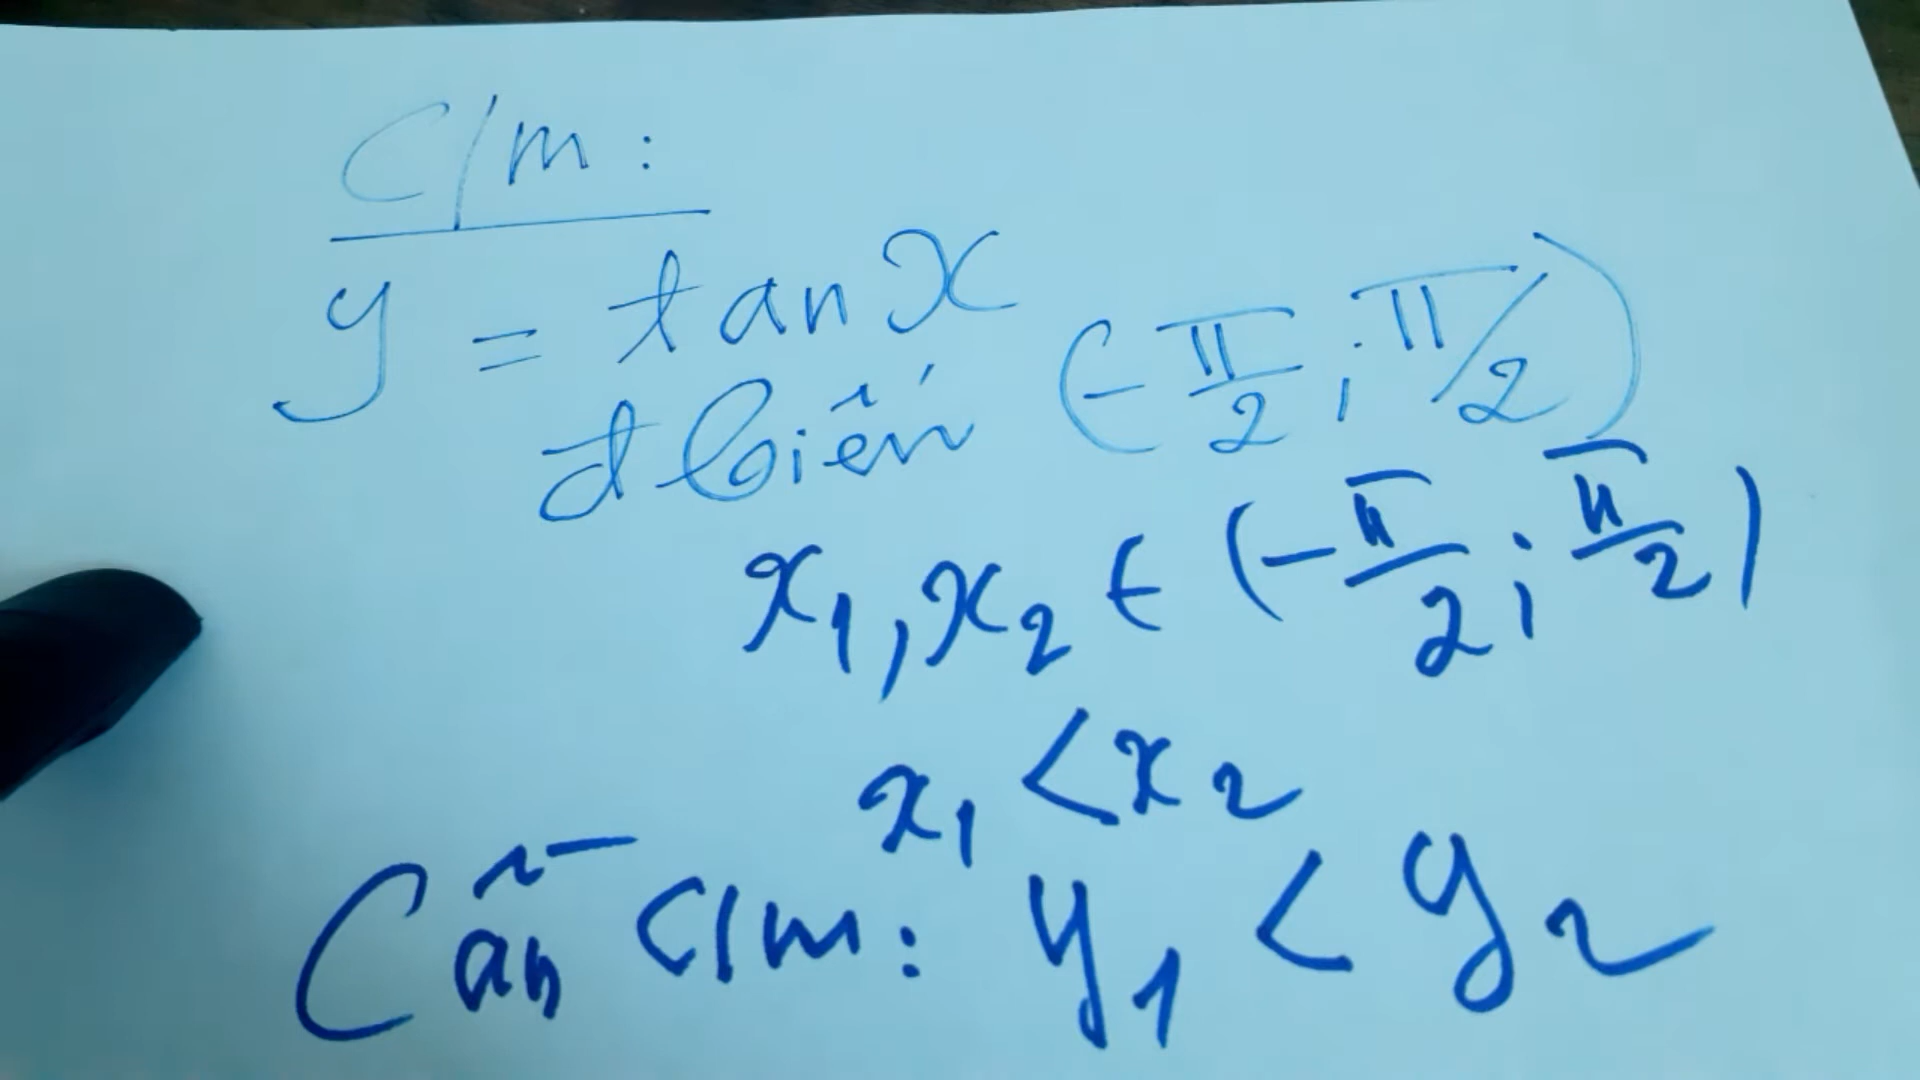 C/m:
y = tan x
đ biến (-π/2; π/2)
x₁, x₂ ∈ (-π/2; π/2)
x₁ < x₂
Cần c/m: y₁ < y₂